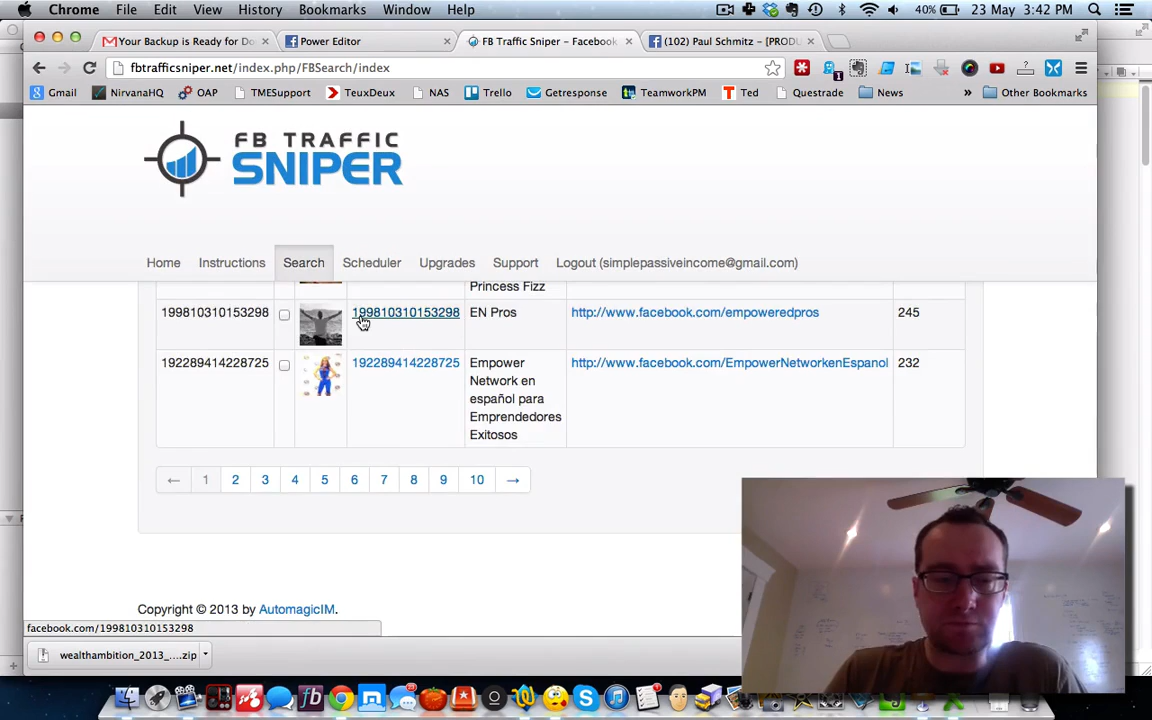 Chrome File Edit View History Bookmarks Window Help 40% 23 May 3:42 PM
Your Backup is Ready for Do
Power Editor
FB Traffic Sniper – Facebook
(102) Paul Schmitz – [PRODU
fbtrafficsniper.net/index.php/FBSearch/index
Gmail NirvanaHQ OAP TMESupport TeuxDeux NAS Trello Getresponse TeamworkPM Ted Questrade News » Other Bookmarks
FB TRAFFIC
SNIPER
Home Instructions Search Scheduler Upgrades Support Logout (simplepassiveincome@gmail.com)
Princess Fizz
199810310153298 199810310153298 EN Pros http://www.facebook.com/empoweredpros 245
192289414228725 192289414228725 Empower http://www.facebook.com/EmpowerNetworkenEspanol 232
Network en
español para
Emprendedores
Exitosos
← 1 2 3 4 5 6 7 8 9 10 →
Copyright © 2013 by AutomagicIM.
facebook.com/199810310153298
wealthambition_2013_....zip